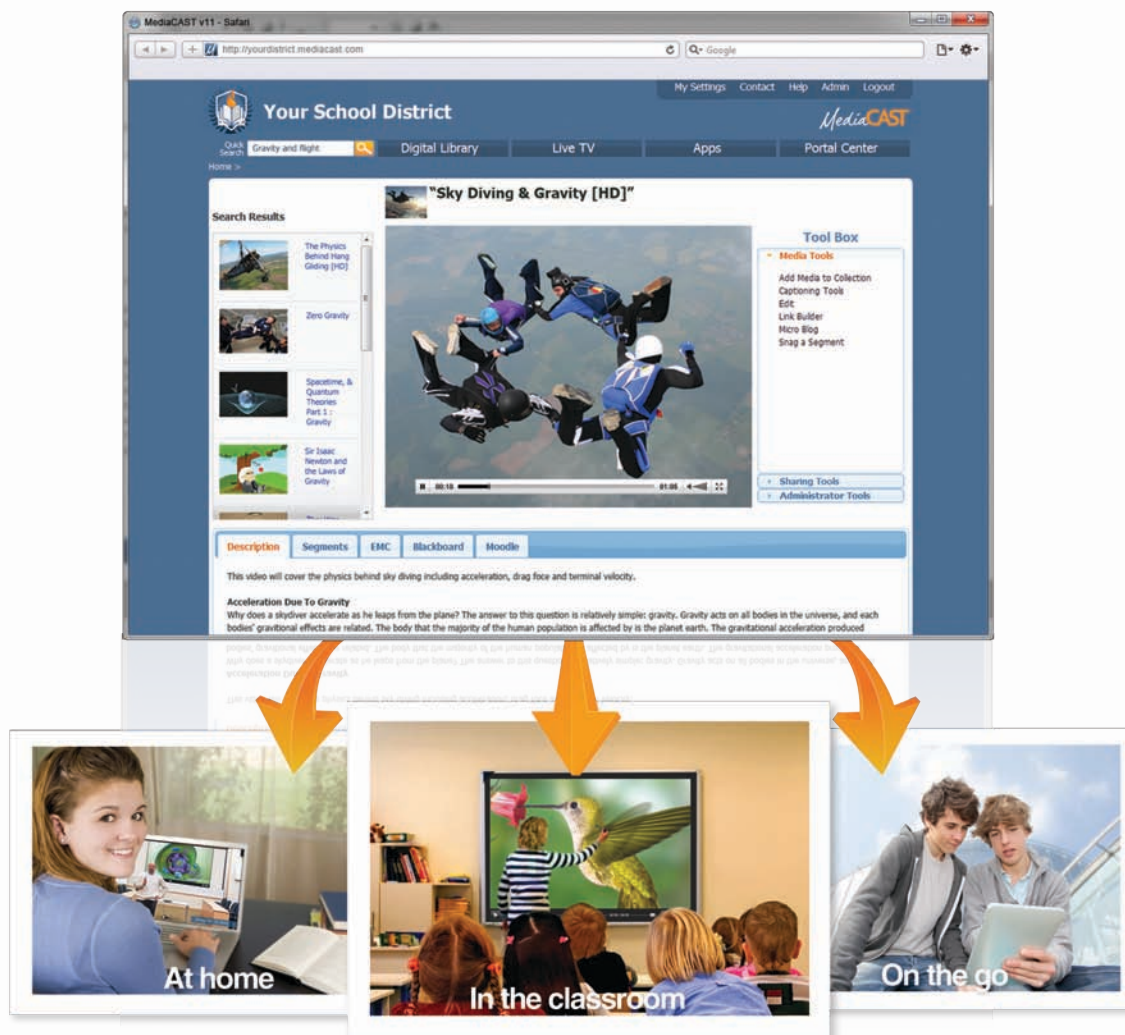 MediaCAST v11 - Safari
http://yourdistrict.mediacast.com
Google
My Settings Contact Help Admin Logout
Your School District
MediaCAST
Quick Search
Gravity and flight
Digital Library Live TV Apps Portal Center
Home >
"Sky Diving & Gravity [HD]"
Search Results
The Physics
Behind Hang
Gliding [HD]
Zero Gravity
Spacetime, &
Quantum
Theories
Part 1 :
Gravity
Sir Isaac
Newton and
the Laws of
Gravity
00:18 01:05
Tool Box
Media Tools
Add Media to Collection
Captioning Tools
Edit
Link Builder
Micro Blog
Snag a Segment
Sharing Tools
Administrator Tools
Description Segments EMC Blackboard Moodle
This video will cover the physics behind sky diving including acceleration, drag foce and terminal velocity.
Acceleration Due To Gravity
Why does a skydiver accelerate as he leaps from the plane? The answer to this question is relatively simple: gravity. Gravity acts on all bodies in the universe, and each
bodies' gravitional effects are related. The body that the majority of the human population is affected by is the planet earth. The gravitational acceleration produced
At home
In the classroom
On the go